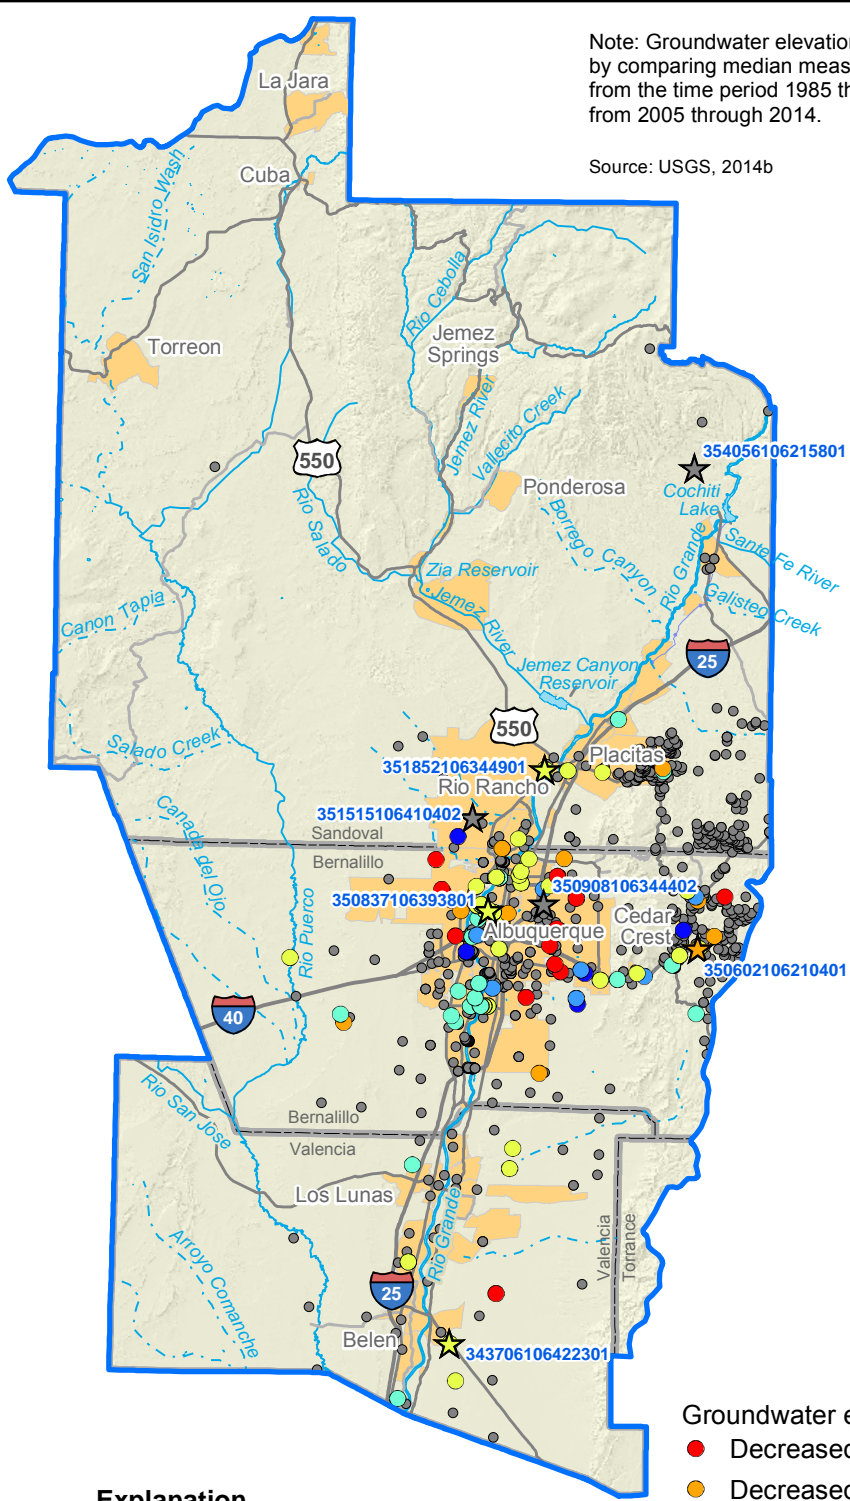 Note: Groundwater elevation
by comparing median meas
from the time period 1985 th
from 2005 through 2014.
Source: USGS, 2014b
La Jara
Cuba
San Isidro Wash
Rio Cebolla
Torreon
Jemez
Springs
Jemez River
Vallecito Creek
550
354056106215801
Ponderosa
Cochiti
Lake
Rio Salado
Borrego Canyon
Rio Grande
Sante Fe River
Zia Reservoir
Jemez River
Galisteo Creek
Canon Tapia
25
Jemez Canyon
Reservoir
550
Salado Creek
Placitas
351852106344901
Rio Rancho
Canada del Ojo
351515106410402
Sandoval
Bernalillo
350908106344402
350837106393801
Rio Puerco
Albuquerque
Cedar
Crest
350602106210401
40
Rio San Jose
Bernalillo
Valencia
Los Lunas
Rio Grande
Valencia
Torrance
Arroyo Comanche
25
Belen
343706106422301
Groundwater e
Decreased
Decreased
Explanation